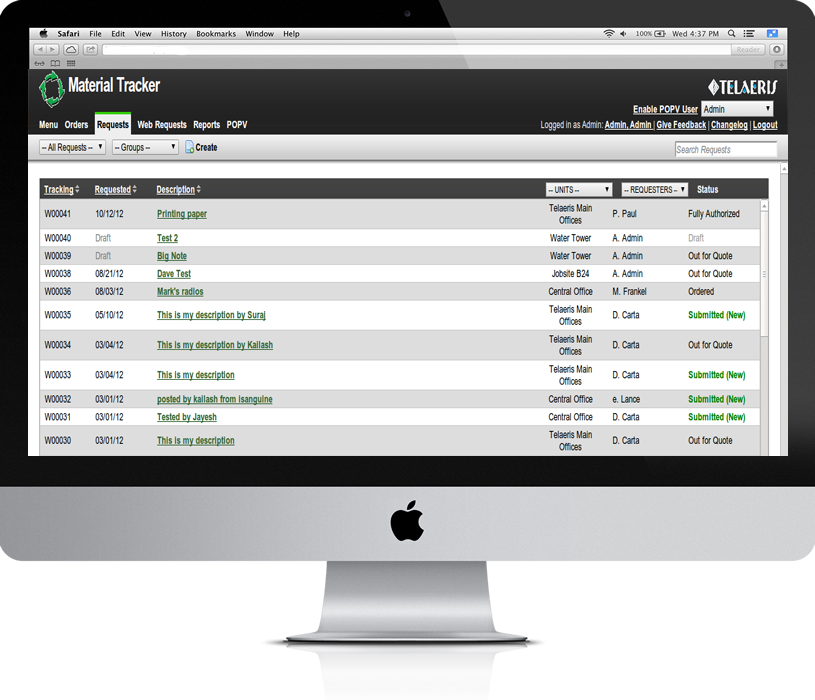 Safari File Edit View History Bookmarks Window Help 100% Wed 4:37 PM
Reader
Material Tracker
TELAERIS
Enable POPV User Admin
Menu Orders Requests Web Requests Reports POPV
Logged in as Admin: Admin, Admin | Give Feedback | Changelog | Logout
-- All Requests -- -- Groups -- Create Search Requests
Tracking Requested Description -- UNITS -- -- REQUESTERS -- Status
W00041 10/12/12 Printing paper Telaeris Main Offices P. Paul Fully Authorized
W00040 Draft Test 2 Water Tower A. Admin Draft
W00039 Draft Big Note Water Tower A. Admin Out for Quote
W00038 08/21/12 Dave Test Jobsite B24 A. Admin Out for Quote
W00036 08/03/12 Mark's radios Central Office M. Frankel Ordered
W00035 05/10/12 This is my description by Suraj Telaeris Main Offices D. Carta Submitted (New)
W00034 03/04/12 This is my description by Kailash Telaeris Main Offices D. Carta Out for Quote
W00033 03/04/12 This is my description Telaeris Main Offices D. Carta Submitted (New)
W00032 03/01/12 posted by kailash from isanguine Central Office e. Lance Submitted (New)
W00031 03/01/12 Tested by Jayesh Central Office D. Carta Submitted (New)
W00030 03/01/12 This is my description Telaeris Main Offices D. Carta Out for Quote